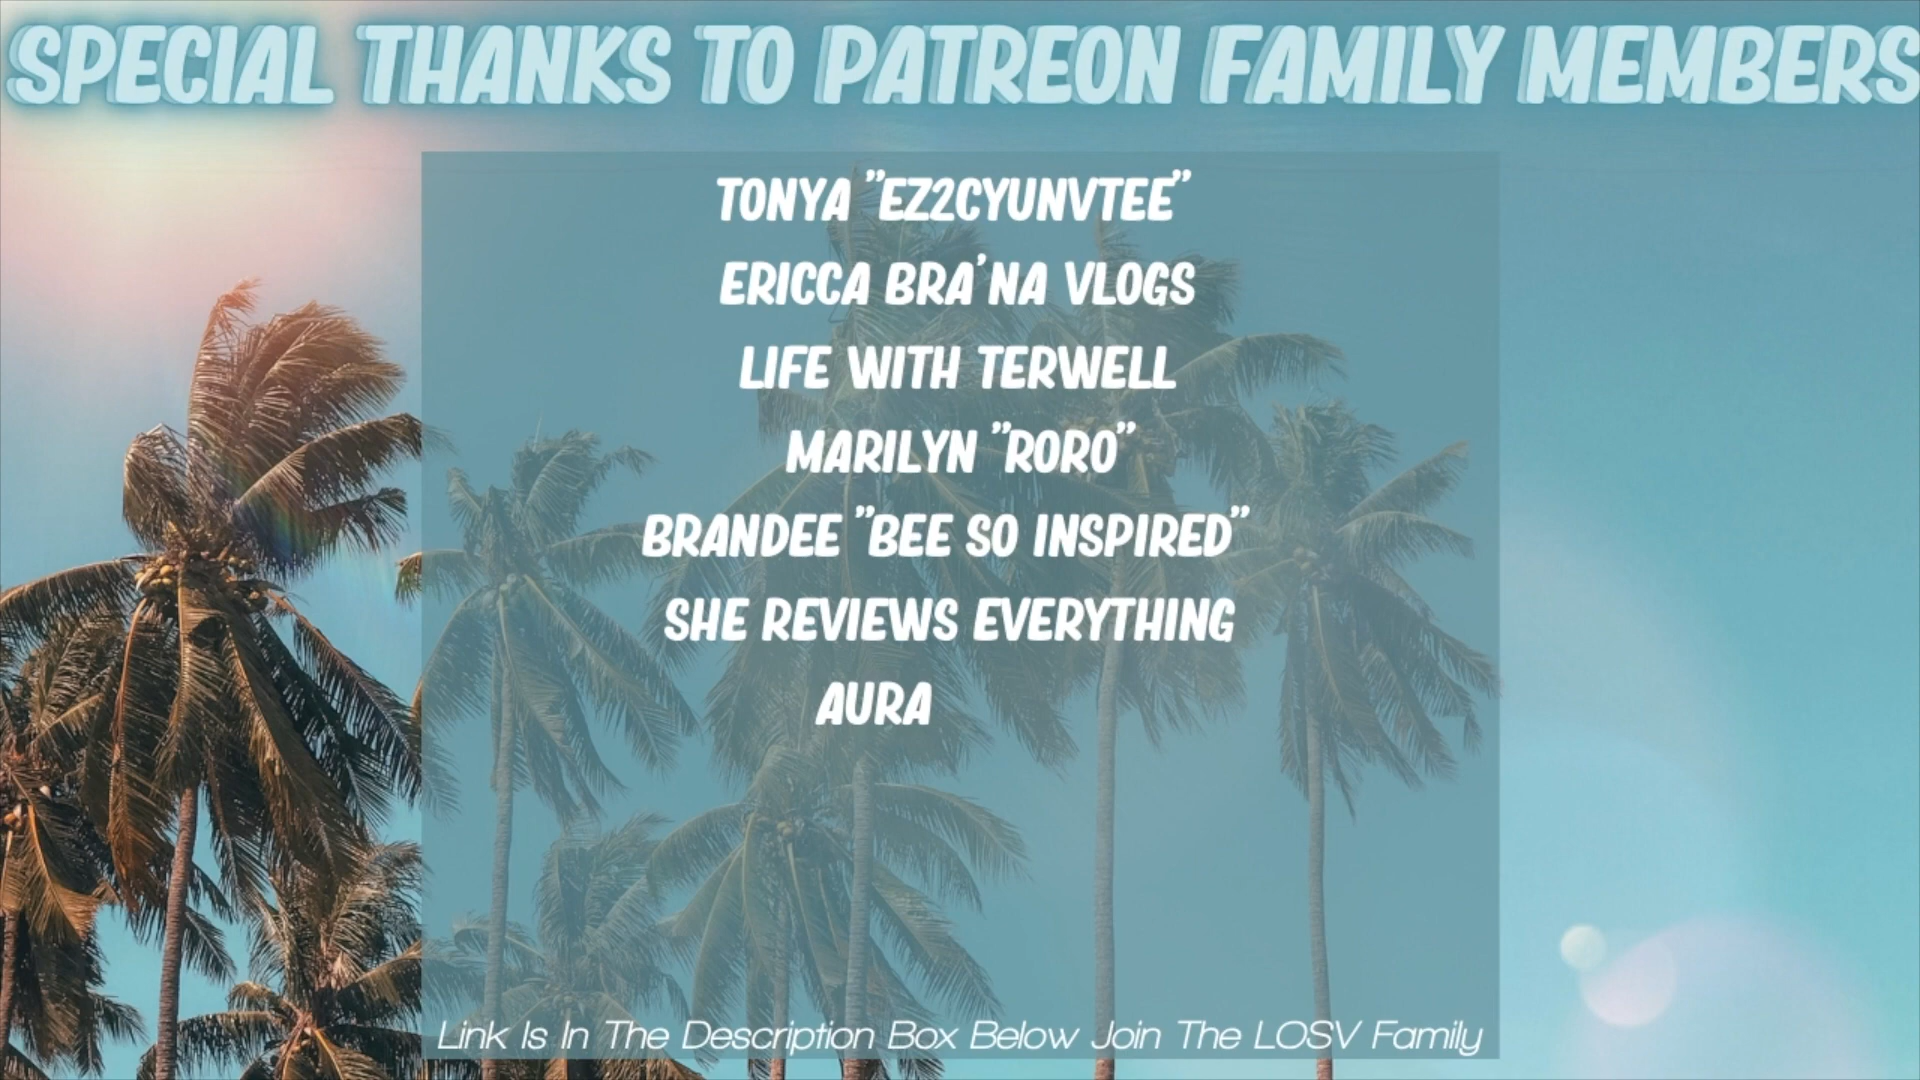 SPECIAL THANKS TO PATREON FAMILY MEMBERS
TONYA "EZ2CYUNVTEE"
ERICCA BRA'NA VLOGS
LIFE WITH TERWELL
MARILYN "RORO"
BRANDEE "BEE SO INSPIRED"
SHE REVIEWS EVERYTHING
AURA
Link Is In The Description Box Below Join The LOSV Family